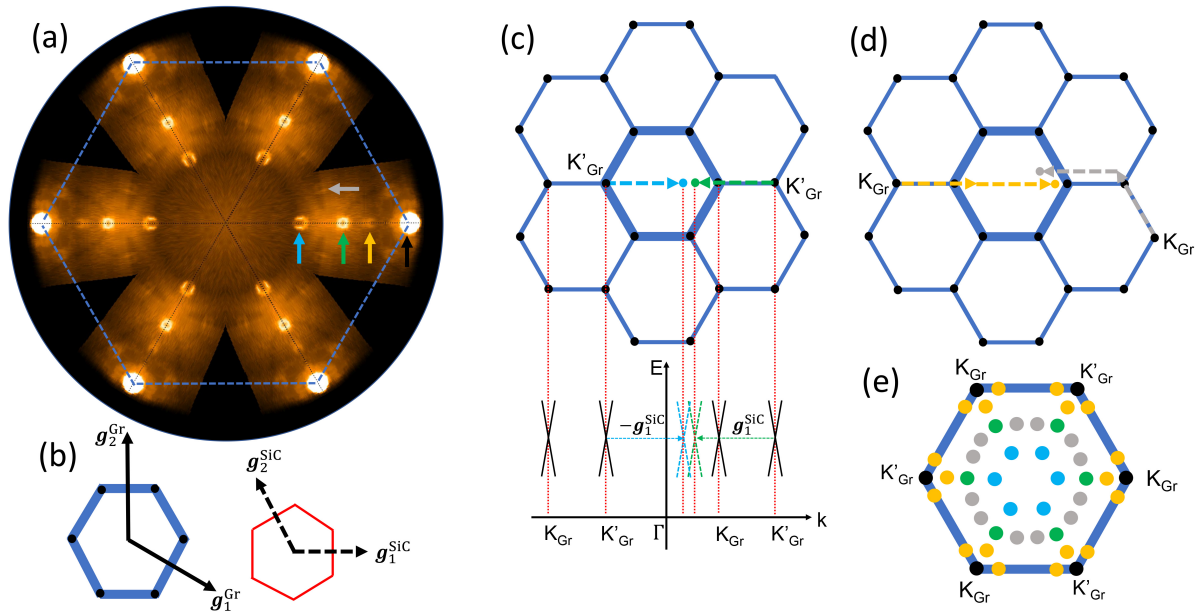 (a)
(b)
g₂ᴳʳ
g₁ᴳʳ
g₂ˢⁱᶜ
g₁ˢⁱᶜ
(c)
K'Gr
K'Gr
E
−g₁ˢⁱᶜ
g₁ˢⁱᶜ
KGr K'Gr Γ KGr K'Gr k
(d)
KGr
KGr
(e)
KGr K'Gr
K'Gr KGr
KGr K'Gr